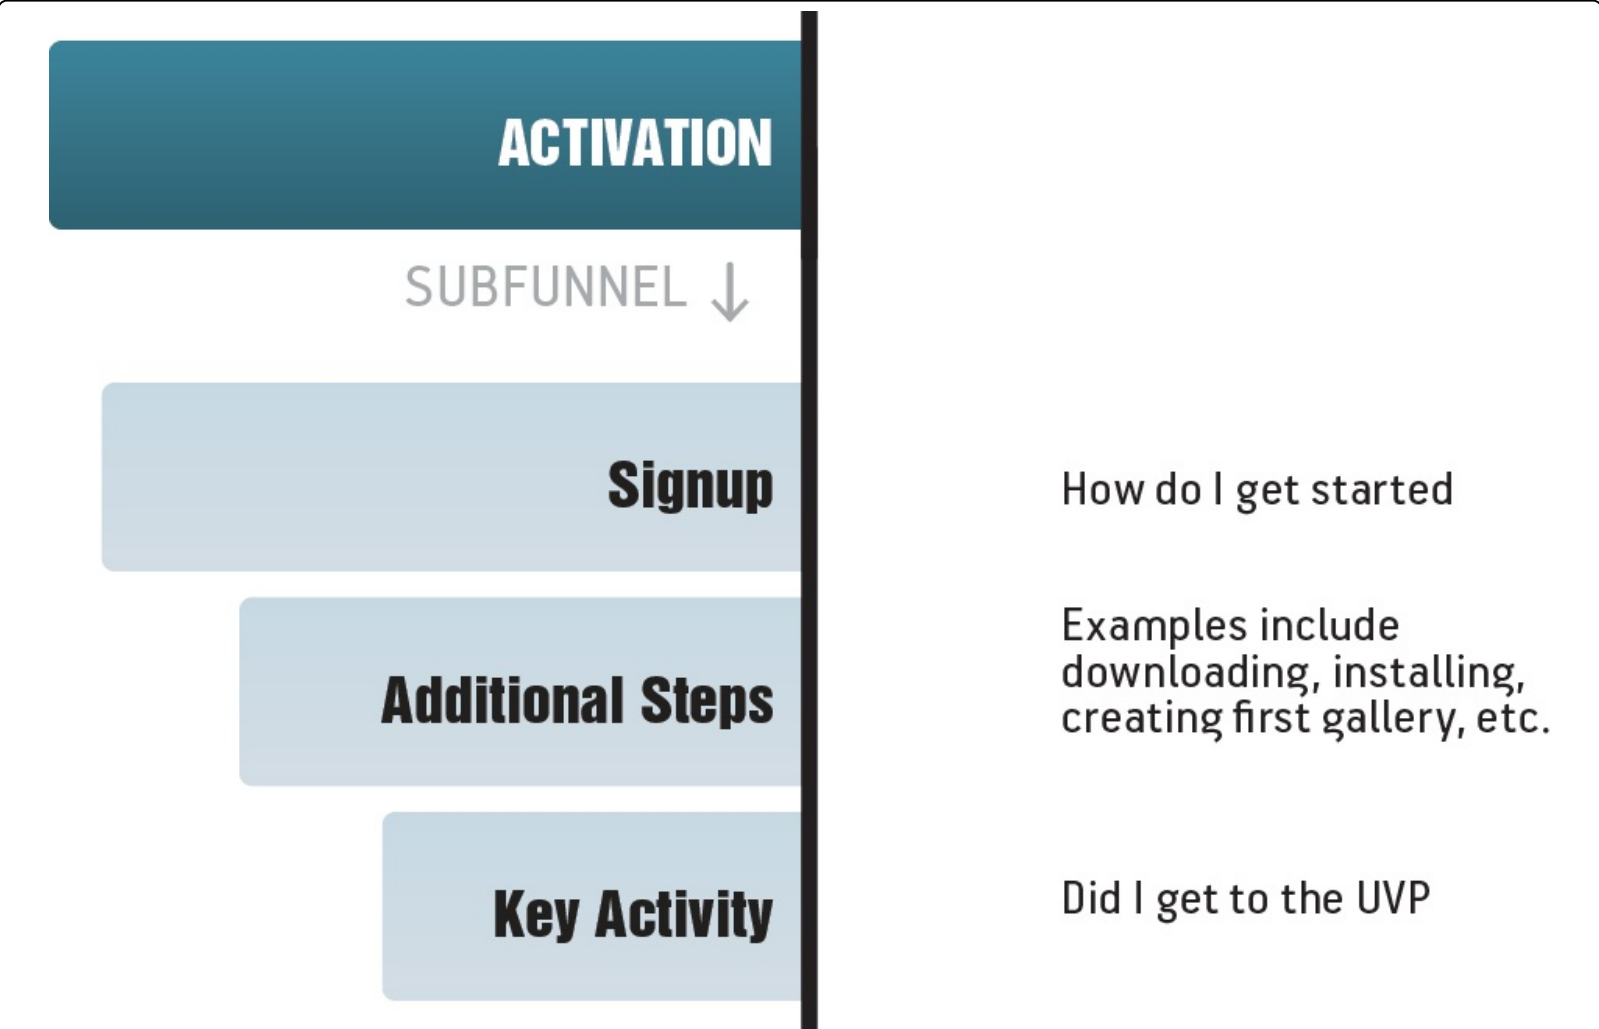 ACTIVATION
SUBFUNNEL ↓
Signup
How do I get started
Additional Steps
Examples include
downloading, installing,
creating first gallery, etc.
Key Activity
Did I get to the UVP